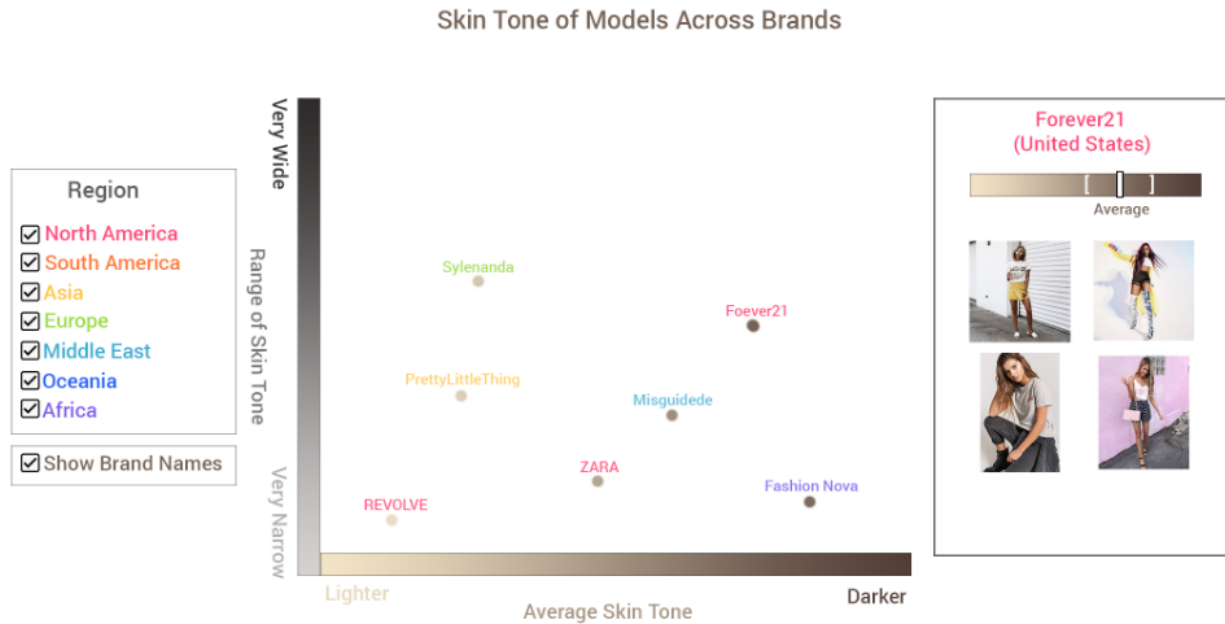 Skin Tone of Models Across Brands
Region
North America
South America
Asia
Europe
Middle East
Oceania
Africa
Show Brand Names
Very Wide
Range of Skin Tone
Very Narrow
Sylenanda
Foever21
PrettyLittleThing
Misguidede
ZARA
Fashion Nova
REVOLVE
Lighter
Darker
Average Skin Tone
Forever21
(United States)
[ ]
Average